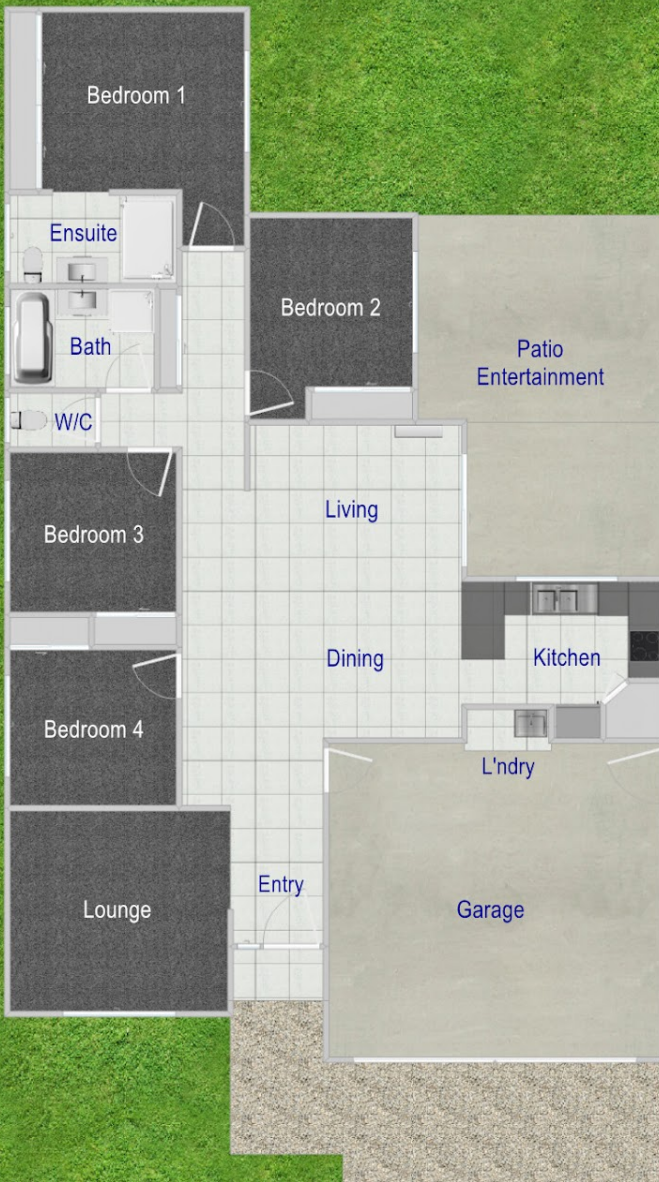 Bedroom 1
Ensuite
Bedroom 2
Bath
Patio
Entertainment
W/C
Living
Bedroom 3
Dining
Kitchen
Bedroom 4
L'ndry
Entry
Lounge
Garage